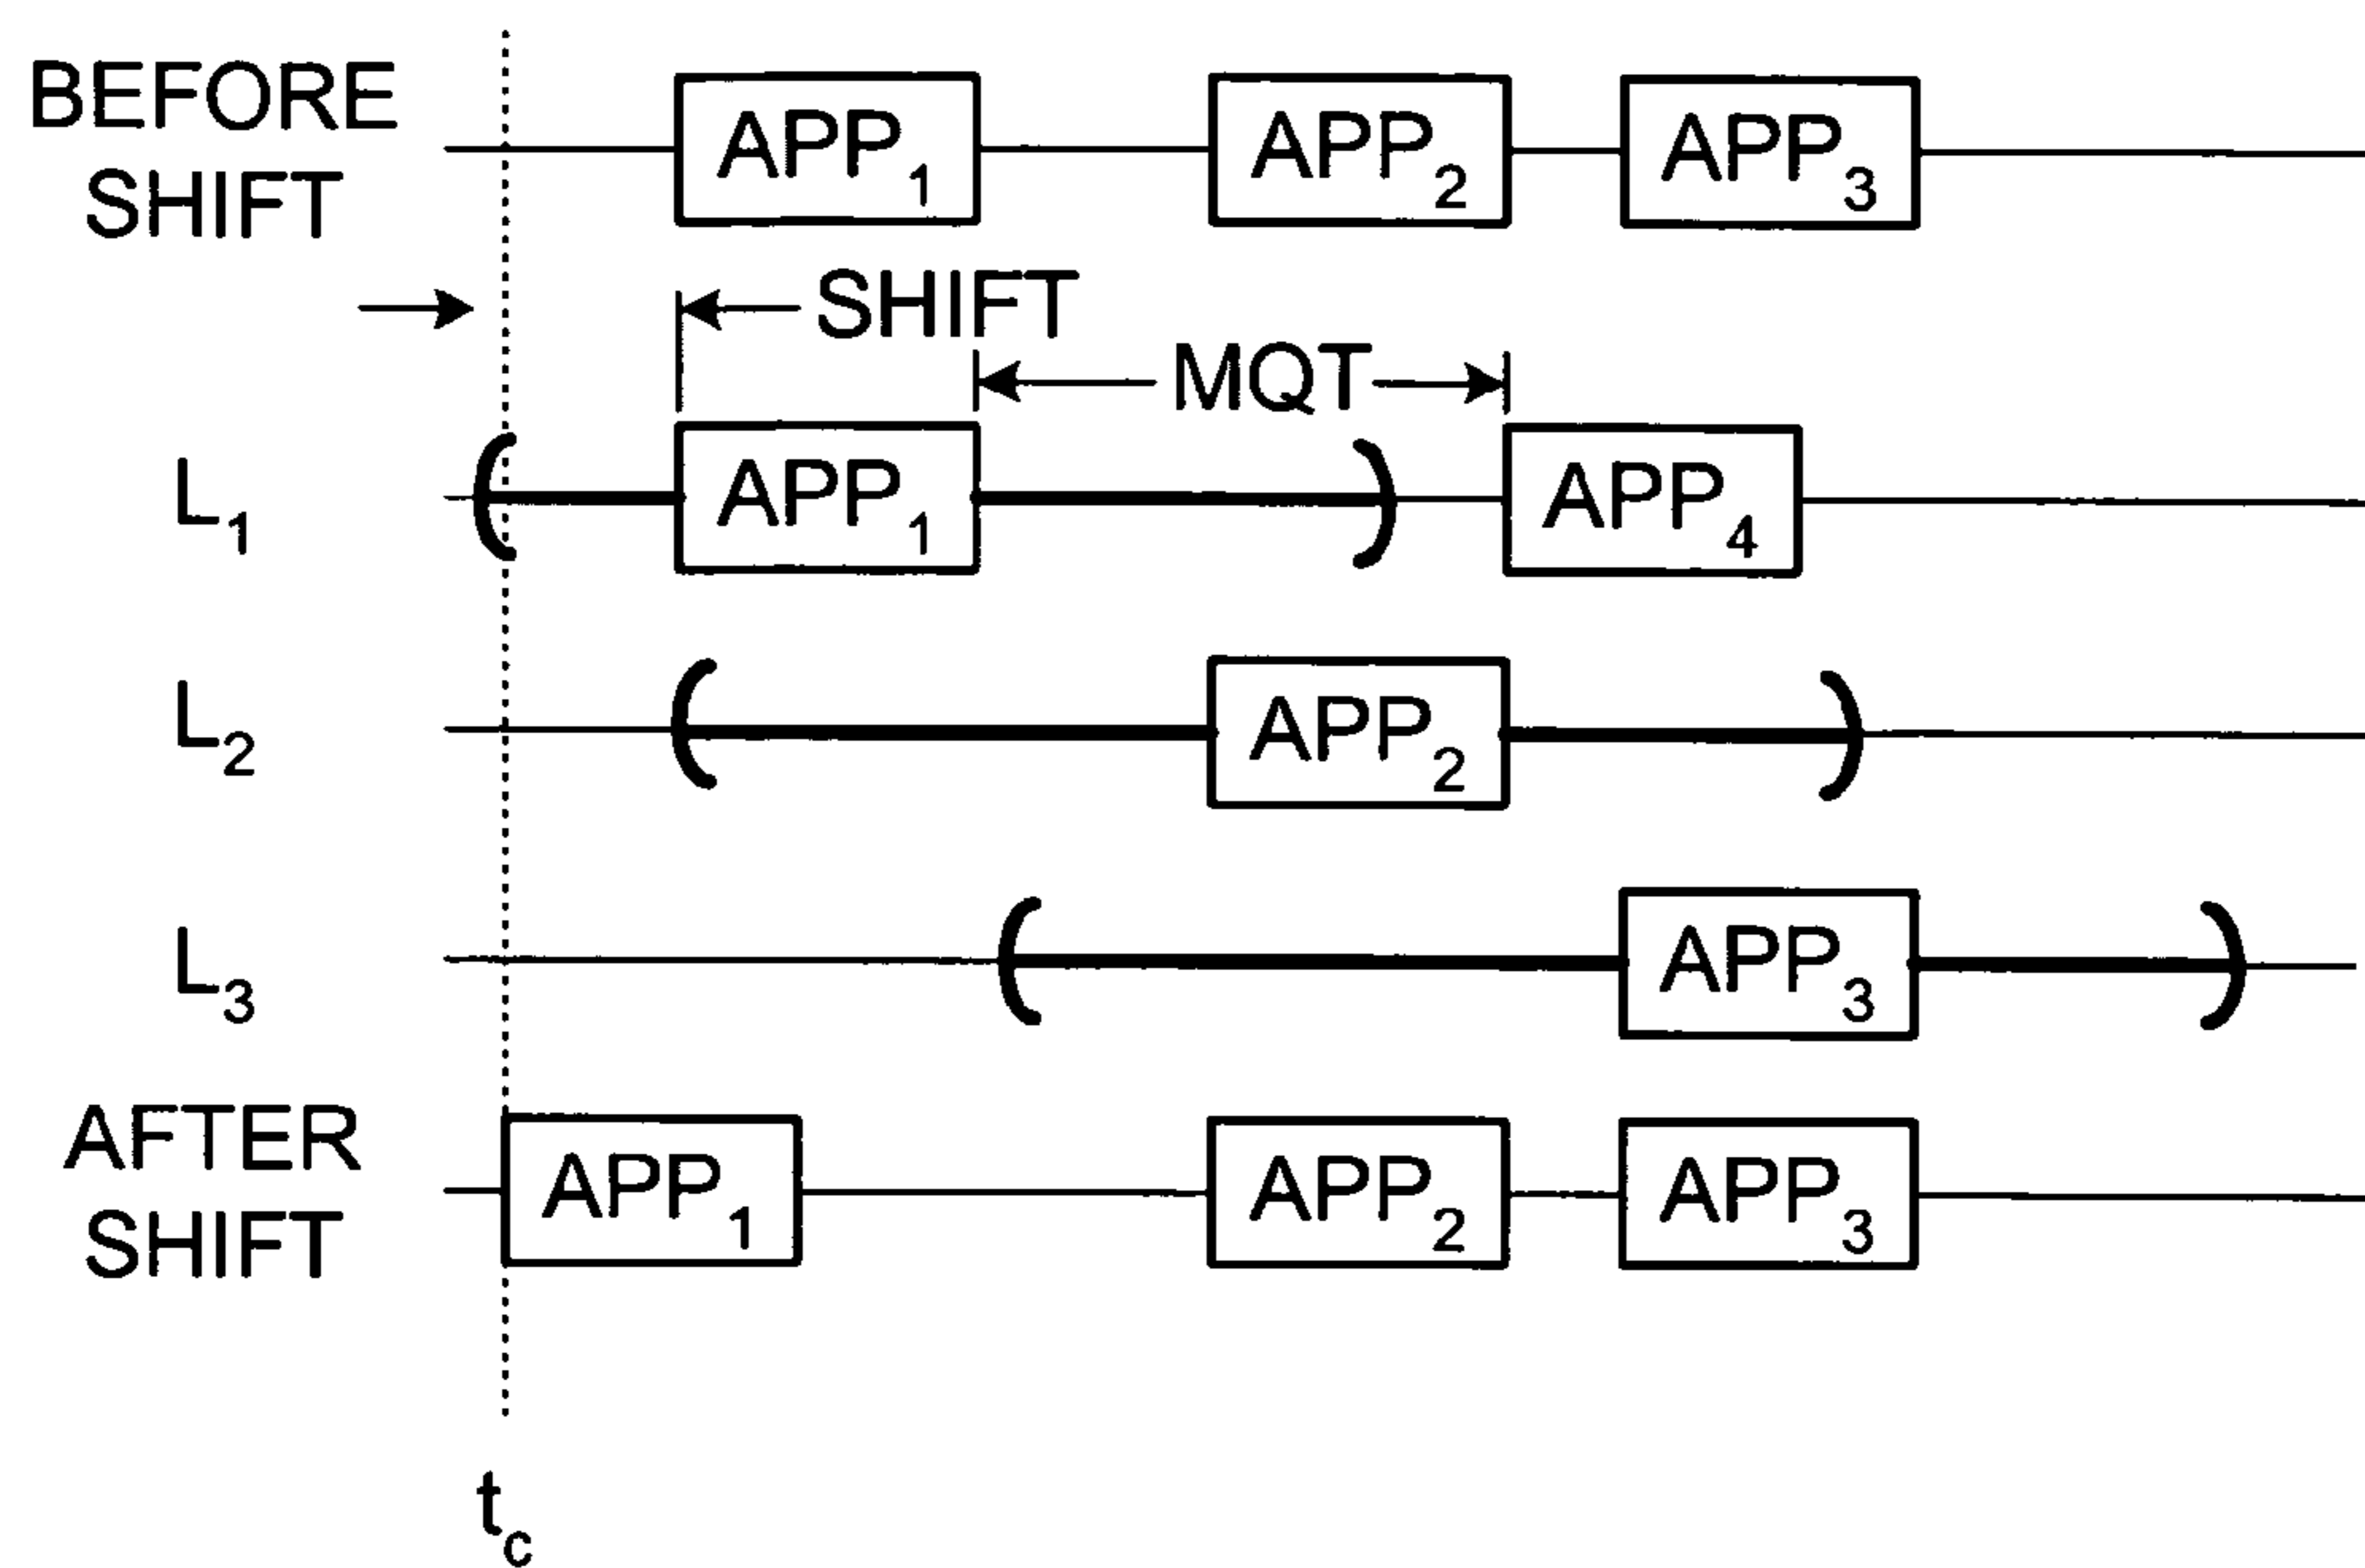 BEFORE
SHIFT
APP1
APP2
APP3
SHIFT
MQT
L1
APP1
APP4
L2
APP2
L3
APP3
AFTER
SHIFT
APP1
APP2
APP3
tc